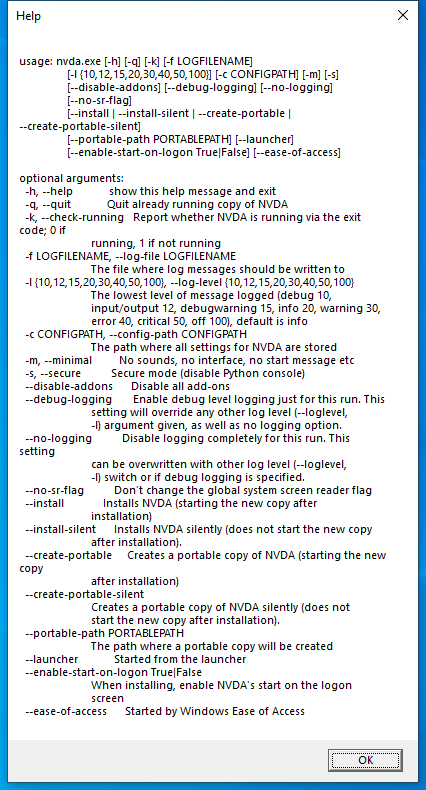 Help
usage: nvda.exe [-h] [-q] [-k] [-f LOGFILENAME]
[-l {10,12,15,20,30,40,50,100}] [-c CONFIGPATH] [-m] [-s]
[--disable-addons] [--debug-logging] [--no-logging]
[--no-sr-flag]
[--install | --install-silent | --create-portable |
--create-portable-silent]
[--portable-path PORTABLEPATH] [--launcher]
[--enable-start-on-logon True|False] [--ease-of-access]
optional arguments:
-h, --help show this help message and exit
-q, --quit Quit already running copy of NVDA
-k, --check-running Report whether NVDA is running via the exit
code; 0 if
running, 1 if not running
-f LOGFILENAME, --log-file LOGFILENAME
The file where log messages should be written to
-l {10,12,15,20,30,40,50,100}, --log-level {10,12,15,20,30,40,50,100}
The lowest level of message logged (debug 10,
input/output 12, debugwarning 15, info 20, warning 30,
error 40, critical 50, off 100), default is info
-c CONFIGPATH, --config-path CONFIGPATH
The path where all settings for NVDA are stored
-m, --minimal No sounds, no interface, no start message etc
-s, --secure Secure mode (disable Python console)
--disable-addons Disable all add-ons
--debug-logging Enable debug level logging just for this run. This
setting will override any other log level (--loglevel,
-l) argument given, as well as no logging option.
--no-logging Disable logging completely for this run. This
setting
can be overwritten with other log level (--loglevel,
-l) switch or if debug logging is specified.
--no-sr-flag Don't change the global system screen reader flag
--install Installs NVDA (starting the new copy after
installation)
--install-silent Installs NVDA silently (does not start the new copy
after installation).
--create-portable Creates a portable copy of NVDA (starting the new
copy
after installation)
--create-portable-silent
Creates a portable copy of NVDA silently (does not
start the new copy after installation).
--portable-path PORTABLEPATH
The path where a portable copy will be created
--launcher Started from the launcher
--enable-start-on-logon True|False
When installing, enable NVDA's start on the logon
screen
--ease-of-access Started by Windows Ease of Access
OK